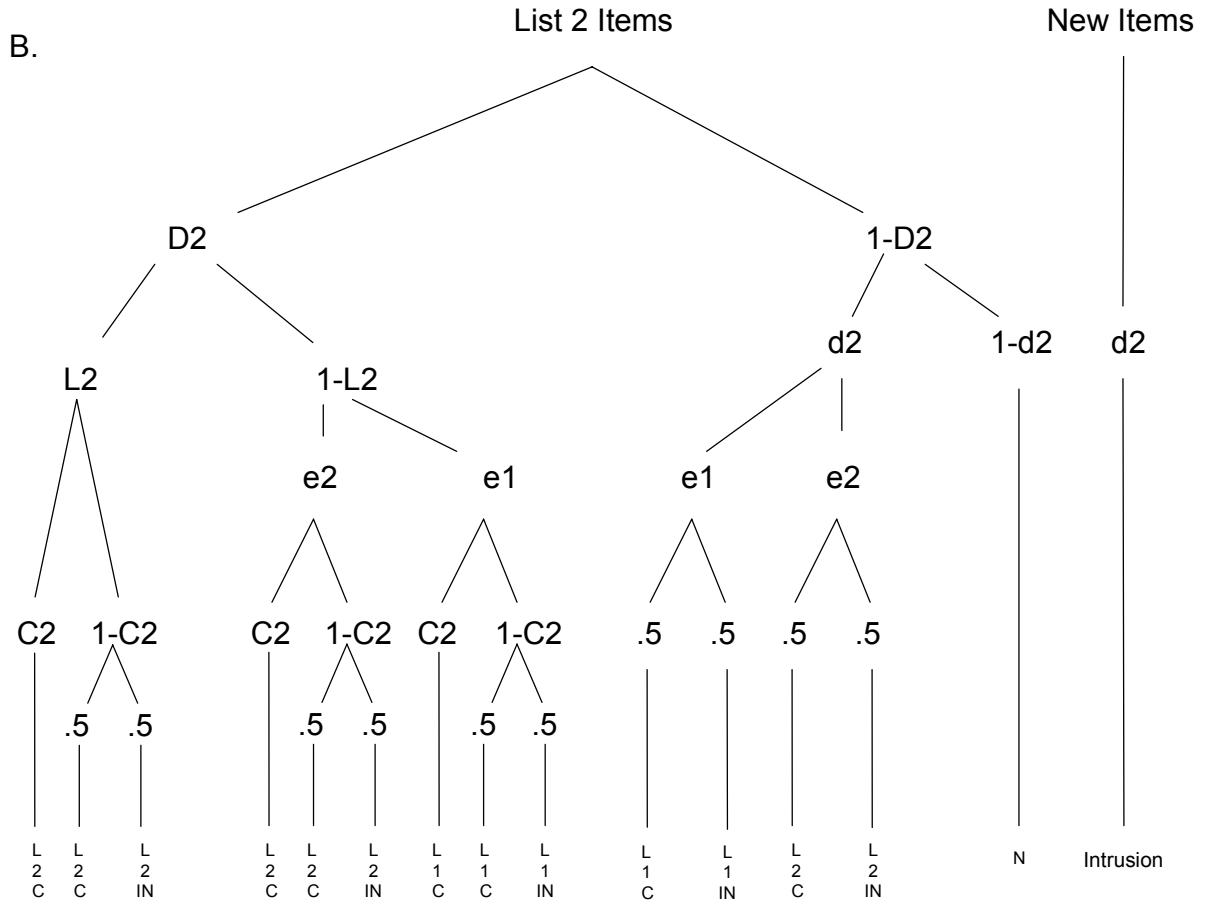 List 2 Items New Items
B.
D2 1-D2
d2 1-d2 d2
L2 1-L2
e2 e1 e1 e2
C2 1-C2 C2 1-C2 C2 1-C2 .5 .5 .5 .5
.5 .5 .5 .5 .5 .5
L2C L2C L2IN L2C L2C L2IN L1C L1C L1IN L1C L1IN L2C L2IN N Intrusion